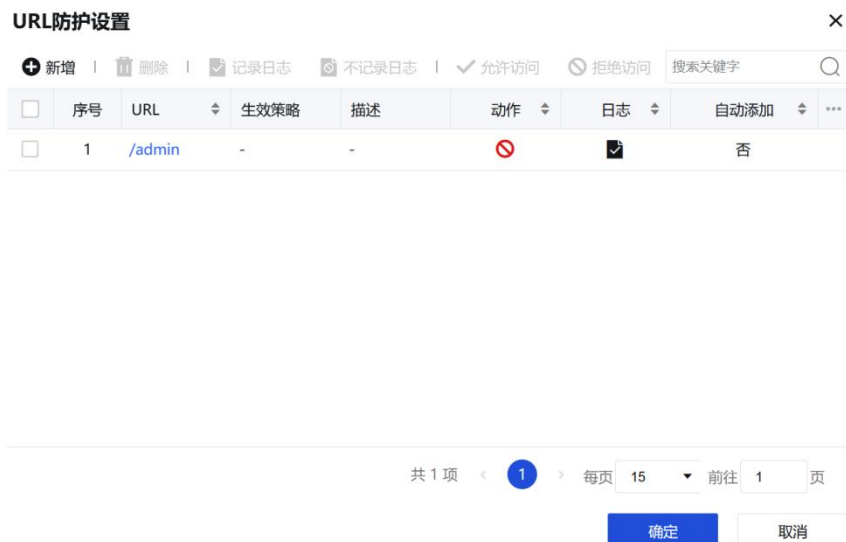 URL防护设置
新增 删除 记录日志 不记录日志 允许访问 拒绝访问 搜索关键字
序号 URL 生效策略 描述 动作 日志 自动添加
1 /admin - - 否
共 1 项 1 每页 15 前往 1 页
确定 取消